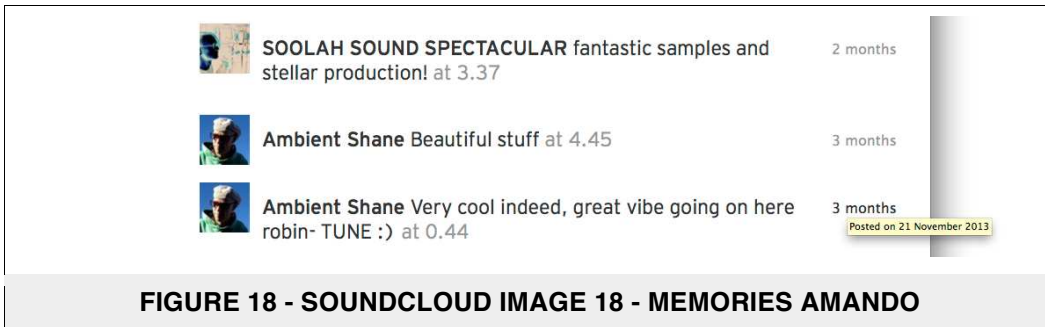 SOOLAH SOUND SPECTACULAR fantastic samples and 2 months
stellar production! at 3.37
Ambient Shane Beautiful stuff at 4.45 3 months
Ambient Shane Very cool indeed, great vibe going on here 3 months
robin- TUNE :) at 0.44
Posted on 21 November 2013
FIGURE 18 - SOUNDCLOUD IMAGE 18 - MEMORIES AMANDO